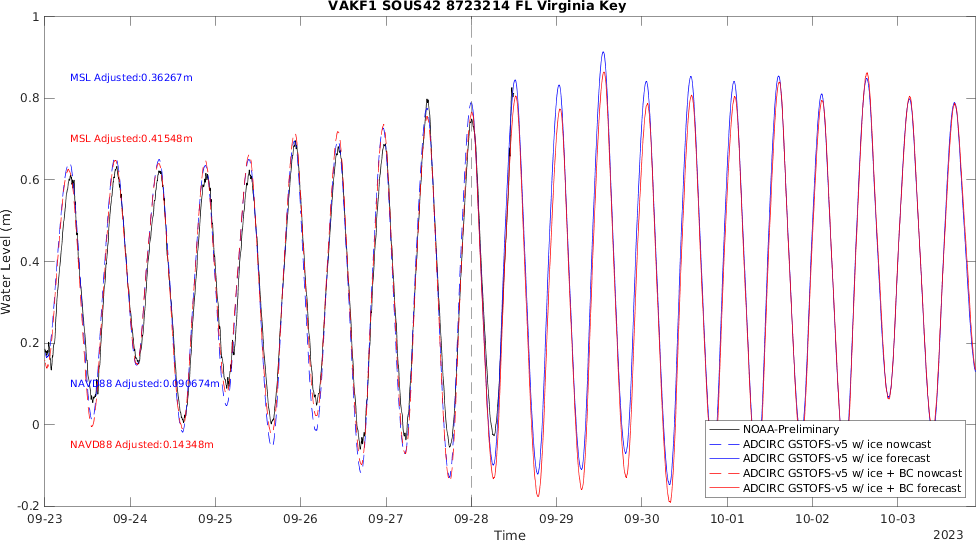 VAKF1 SOUS42 8723214 FL Virginia Key
1
0.8
0.6
0.4
0.2
0
-0.2
Water Level (m)
MSL Adjusted:0.36267m
MSL Adjusted:0.41548m
NAVD88 Adjusted:0.090674m
NAVD88 Adjusted:0.14348m
NOAA-Preliminary
ADCIRC GSTOFS-v5 w/ ice nowcast
ADCIRC GSTOFS-v5 w/ ice forecast
ADCIRC GSTOFS-v5 w/ ice + BC nowcast
ADCIRC GSTOFS-v5 w/ ice + BC forecast
09-23 09-24 09-25 09-26 09-27 09-28 09-29 09-30 10-01 10-02 10-03
Time
2023